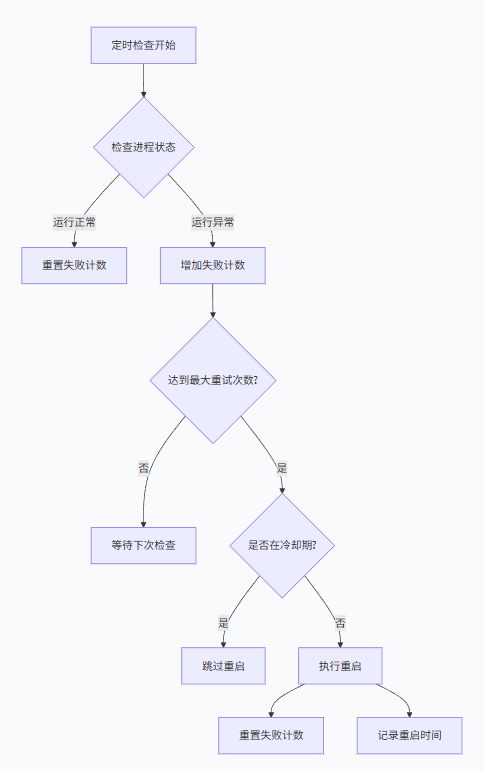 定时检查开始
检查进程状态
运行正常
运行异常
重置失败计数
增加失败计数
达到最大重试次数?
否
是
等待下次检查
是否在冷却期?
是
否
跳过重启
执行重启
重置失败计数
记录重启时间